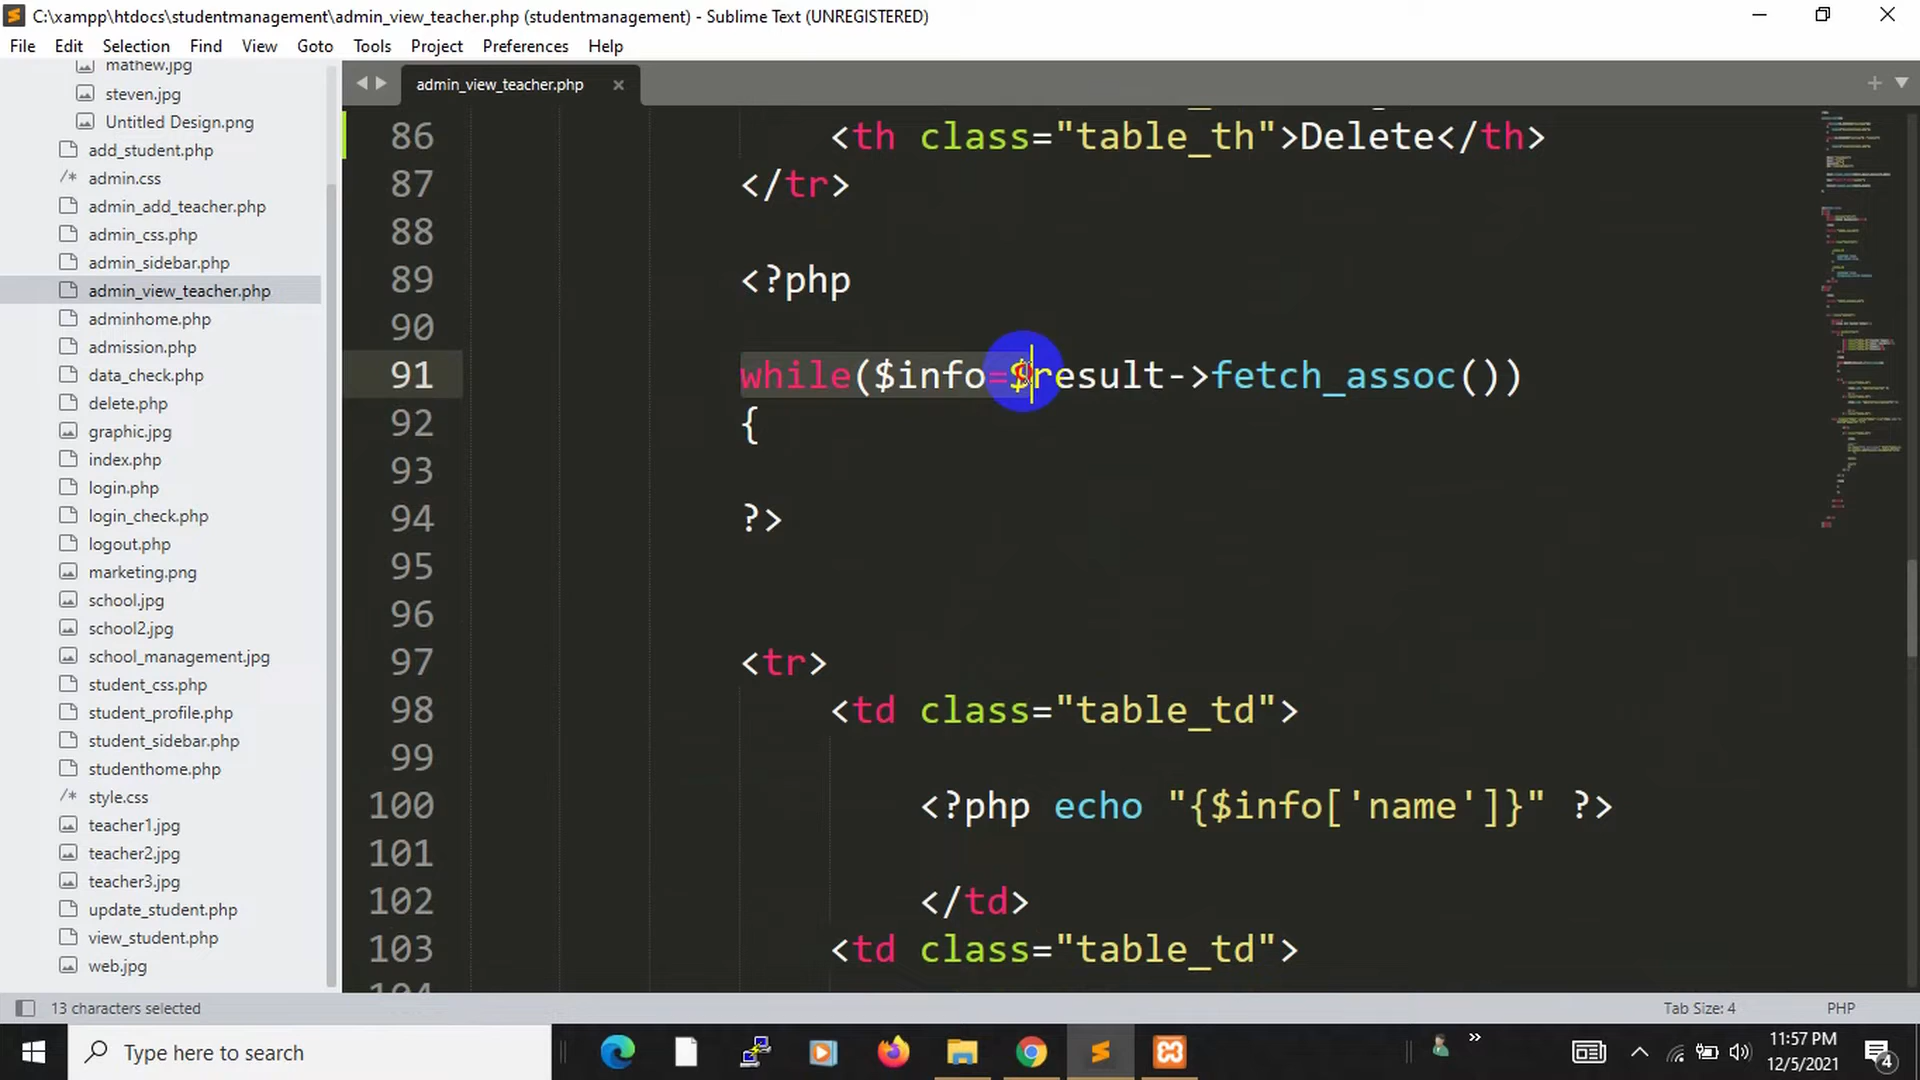 C:\xampp\htdocs\studentmanagement\admin_view_teacher.php (studentmanagement) - Sublime Text (UNREGISTERED)
File Edit Selection Find View Goto Tools Project Preferences Help
mathew.jpg
steven.jpg
Untitled Design.png
add_student.php
/* admin.css
admin_add_teacher.php
admin_css.php
admin_sidebar.php
admin_view_teacher.php
adminhome.php
admission.php
data_check.php
delete.php
graphic.jpg
index.php
login.php
login_check.php
logout.php
marketing.png
school.jpg
school2.jpg
school_management.jpg
student_css.php
student_profile.php
student_sidebar.php
studenthome.php
/* style.css
teacher1.jpg
teacher2.jpg
teacher3.jpg
update_student.php
view_student.php
web.jpg
admin_view_teacher.php
86 <th class="table_th">Delete</th>
87 </tr>
88
89 <?php
90
91 while($info=$result->fetch_assoc())
92 {
93
94 ?>
95
96
97 <tr>
98 <td class="table_td">
99
100 <?php echo "{$info['name']}" ?>
101
102 </td>
103 <td class="table_td">
104
13 characters selected
Tab Size: 4
PHP
Type here to search
11:57 PM
12/5/2021
4